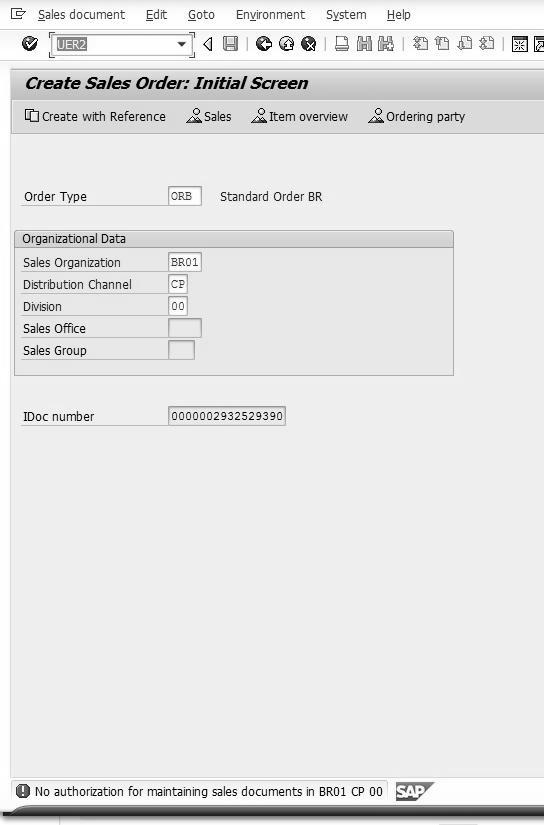 Sales document Edit Goto Environment System Help
UER2
Create Sales Order: Initial Screen
Create with Reference Sales Item overview Ordering party
Order Type ORB Standard Order BR
Organizational Data
Sales Organization BR01
Distribution Channel CP
Division 00
Sales Office
Sales Group
IDoc number 0000002932529390
No authorization for maintaining sales documents in BR01 CP 00 SAP